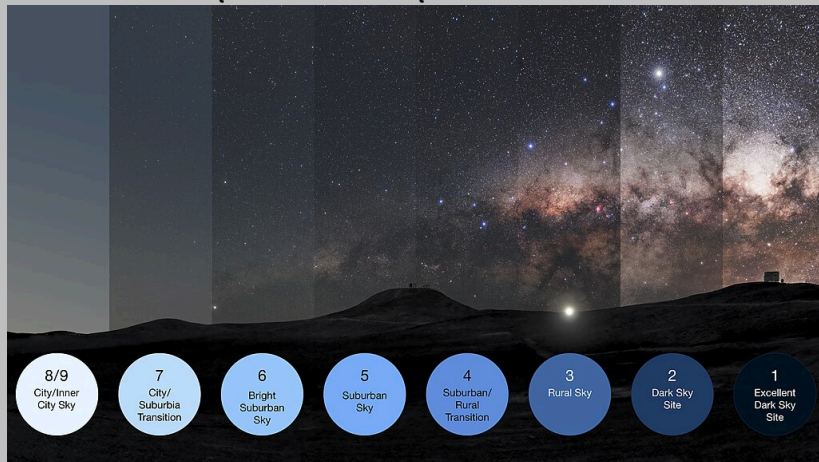 8/9
City/Inner
City Sky
7
City/
Suburbia
Transition
6
Bright
Suburban
Sky
5
Suburban
Sky
4
Suburban/
Rural
Transition
3
Rural Sky
2
Dark Sky
Site
1
Excellent
Dark Sky
Site